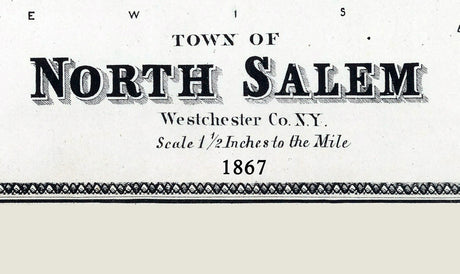 E W I S
TOWN OF
NORTH SALEM
Westchester Co. N.Y.
Scale 1 1/2 Inches to the Mile
1867